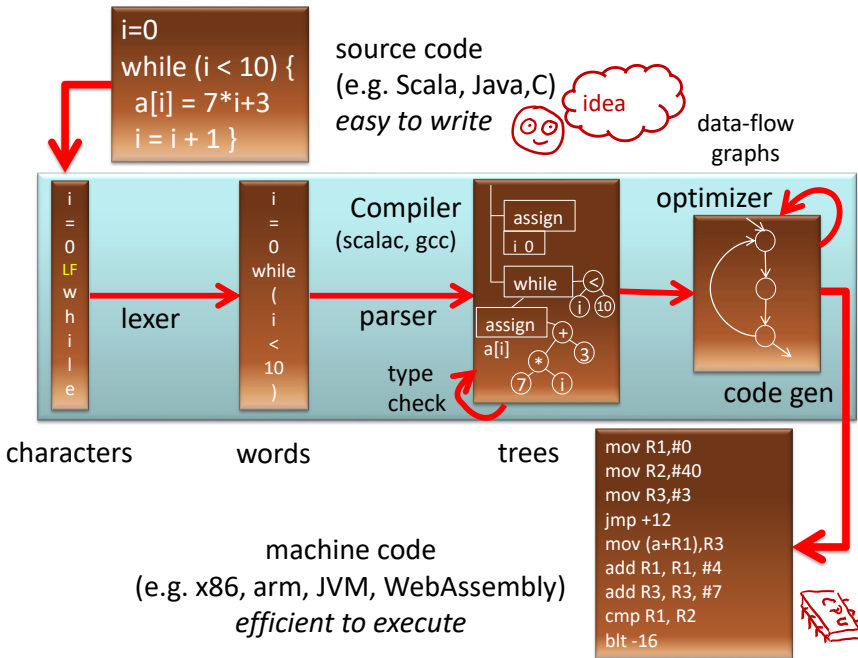 i=0
while (i < 10) {
a[i] = 7*i+3
i = i + 1 }
source code
(e.g. Scala, Java,C)
easy to write
idea
data-flow
graphs
Compiler
(scalac, gcc)
optimizer
i
=
0
LF
w
h
i
l
e
lexer
i
=
0
while
(
i
<
10
)
parser
assign
i 0
while
<
i 10
assign
a[i]
+
* 3
7 i
type
check
code gen
characters
words
trees
machine code
(e.g. x86, arm, JVM, WebAssembly)
efficient to execute
mov R1,#0
mov R2,#40
mov R3,#3
jmp +12
mov (a+R1),R3
add R1, R1, #4
add R3, R3, #7
cmp R1, R2
blt -16
CPU